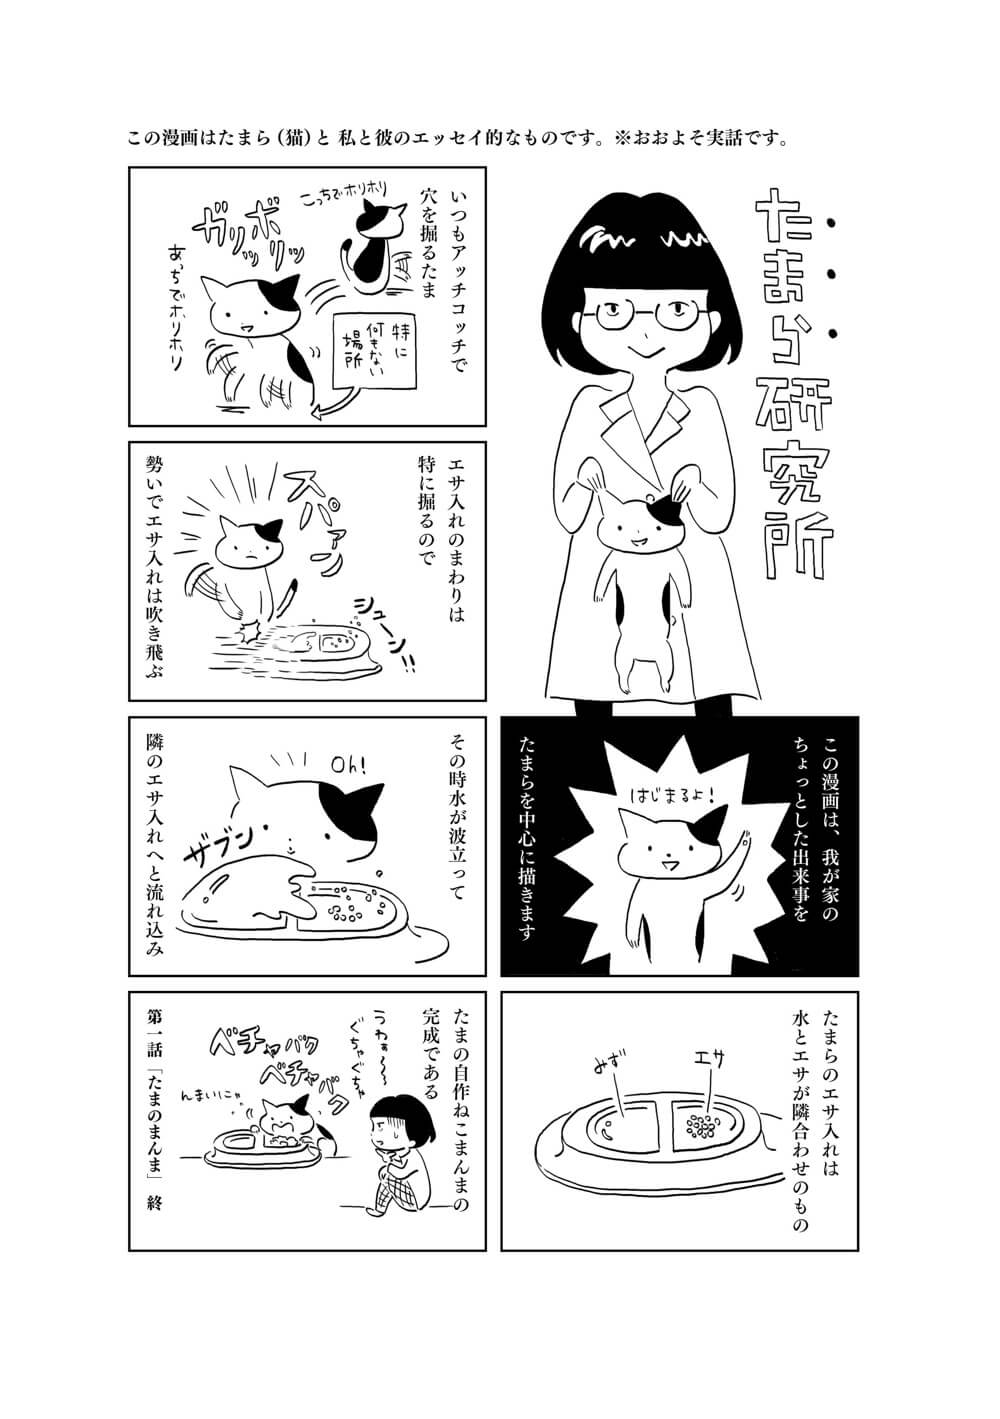 この漫画はたまら(猫)と 私と彼のエッセイ的なものです。※おおよそ実話です。
たまら研究所
この漫画は、我が家の
ちょっとした出来事を
たまらを中心に描きます
はじまるよ!
たまらのエサ入れは
水とエサが隣合わせのもの
エサ
みず
いつもアッチコッチで
穴を掘るたま
こっちでホリホリ
ガリッボリッ
あっちでホリホリ
特に
何もない
場所
エサ入れのまわりは
特に掘るので
スパァン
シューン!!
勢いでエサ入れは吹き飛ぶ
その時水が波立って
Oh!
ザブン
隣のエサ入れへと流れ込み
たまの自作ねこまんまの
完成である
うわぁ〜〜
ぐちゃぐちゃ
ベチャバク
ベチャバク
んまいにゃ
第一話「たまのまんま」終